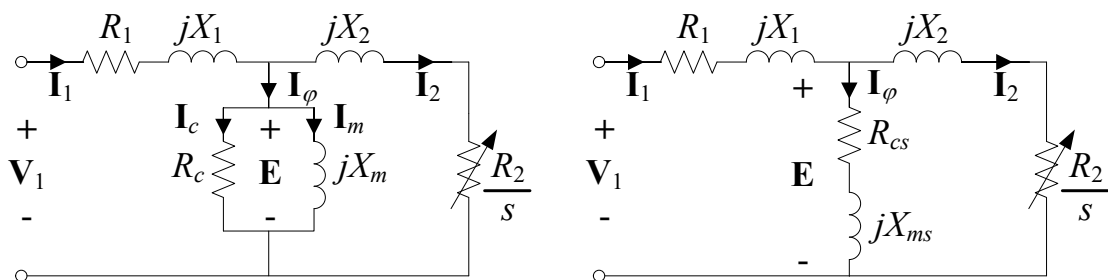 R1 jX1 jX2 R1 jX1 jX2
I1 Iφ I2 I1 + Iφ I2
+ Ic + Im + Rcs
V1 Rc E jXm R2/s V1 E R2/s
- - - jXms
-